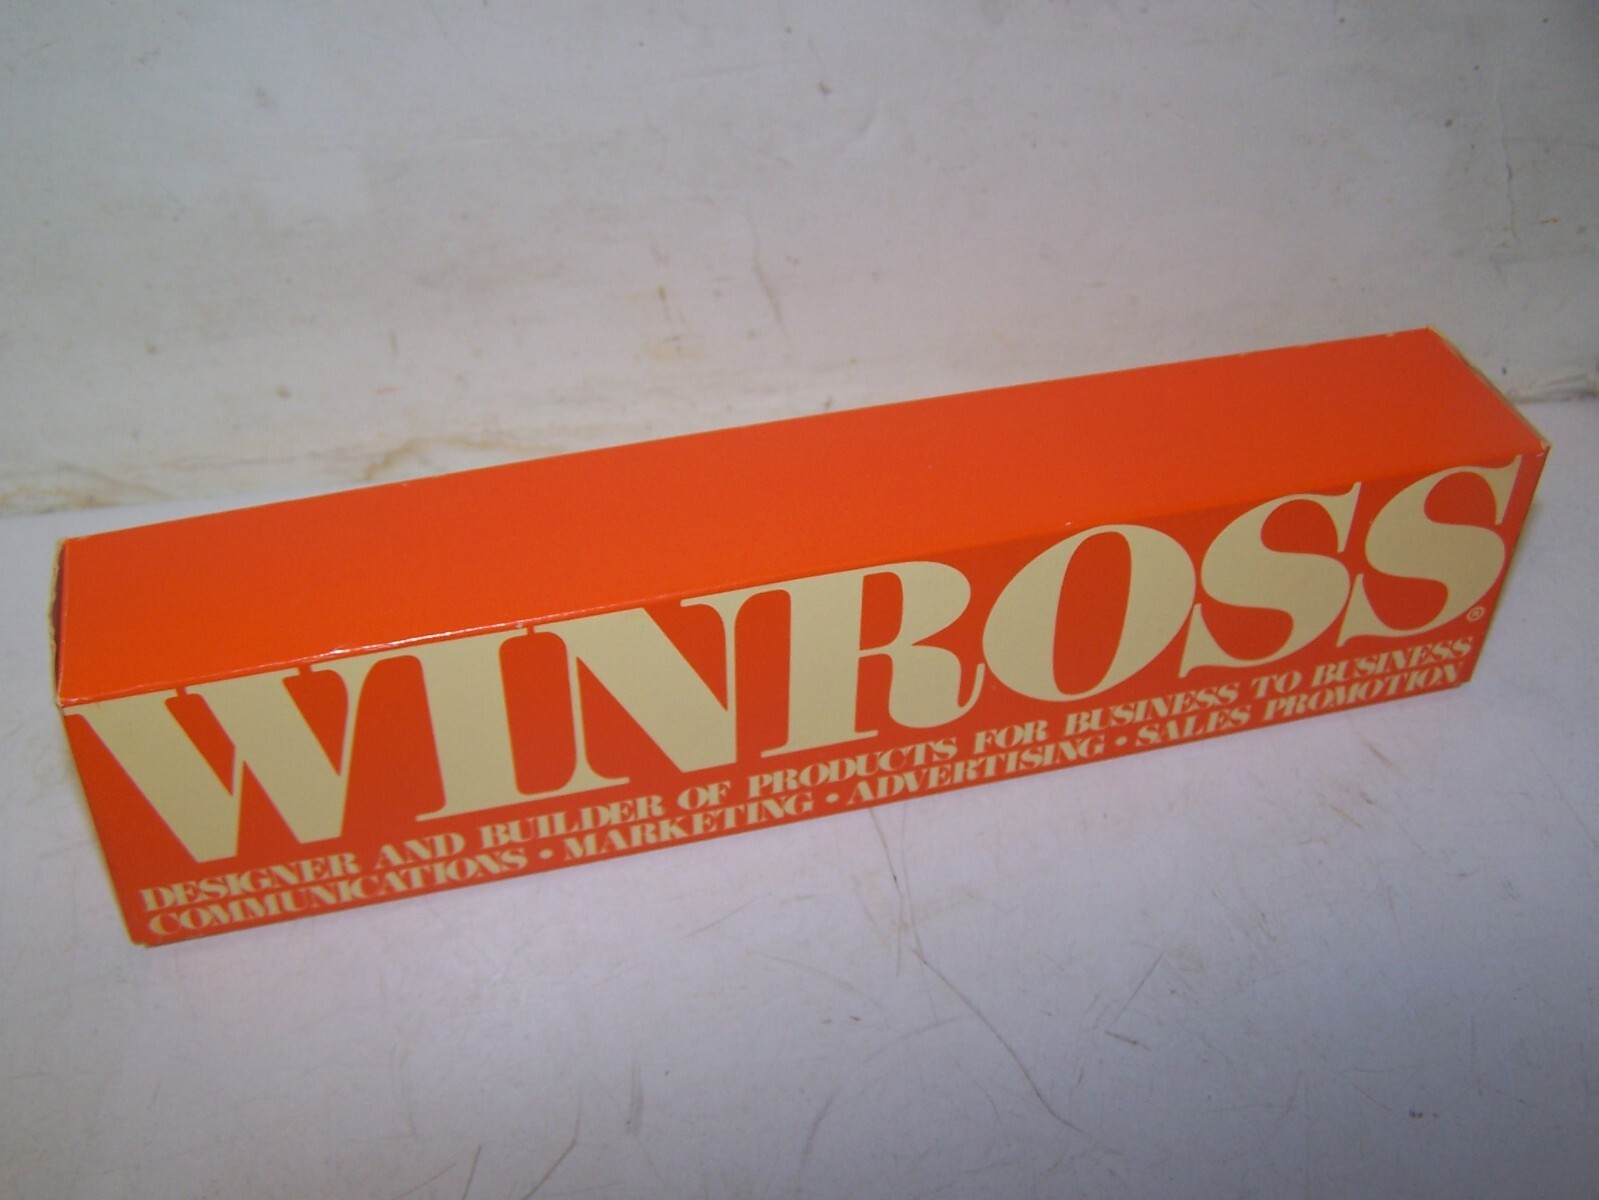 WINROSS®
DESIGNER AND BUILDER OF PRODUCTS FOR BUSINESS TO BUSINESS
COMMUNICATIONS • MARKETING • ADVERTISING • SALES PROMOTION